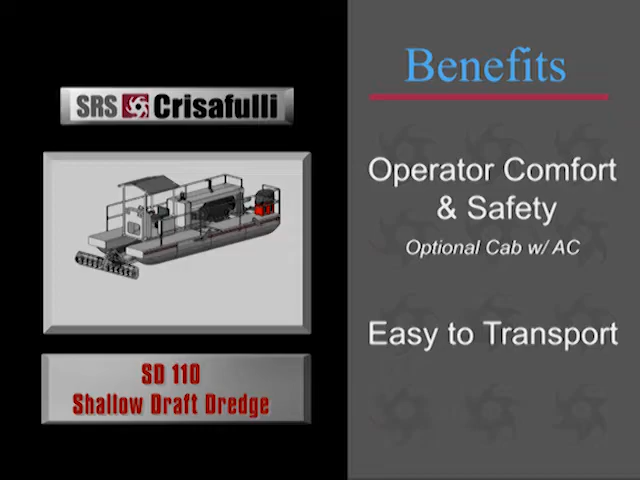 SRS Crisafulli
SD 110
Shallow Draft Dredge
Benefits
Operator Comfort
& Safety
Optional Cab w/ AC
Easy to Transport